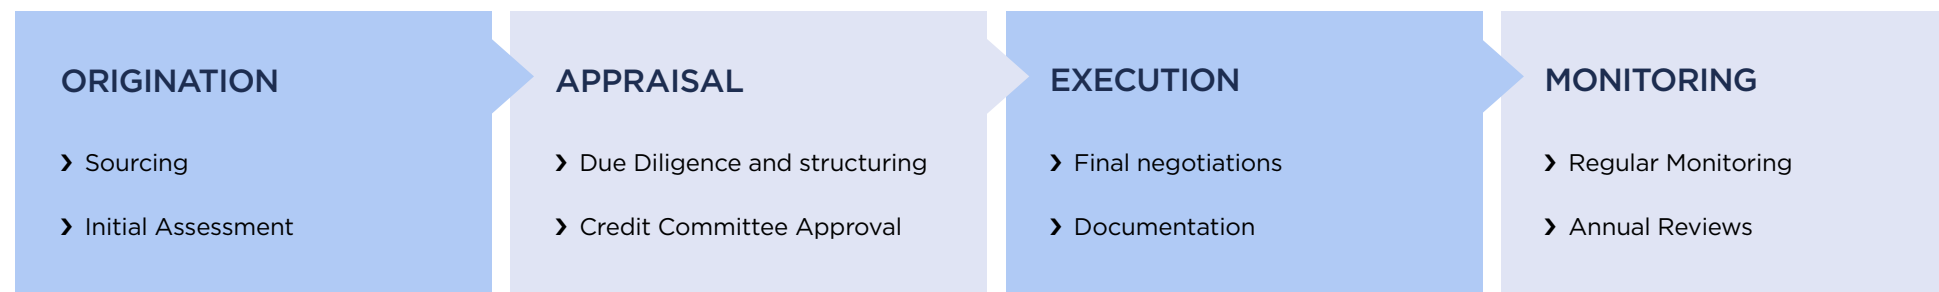 ORIGINATION
❯ Sourcing
❯ Initial Assessment
APPRAISAL
❯ Due Diligence and structuring
❯ Credit Committee Approval
EXECUTION
❯ Final negotiations
❯ Documentation
MONITORING
❯ Regular Monitoring
❯ Annual Reviews